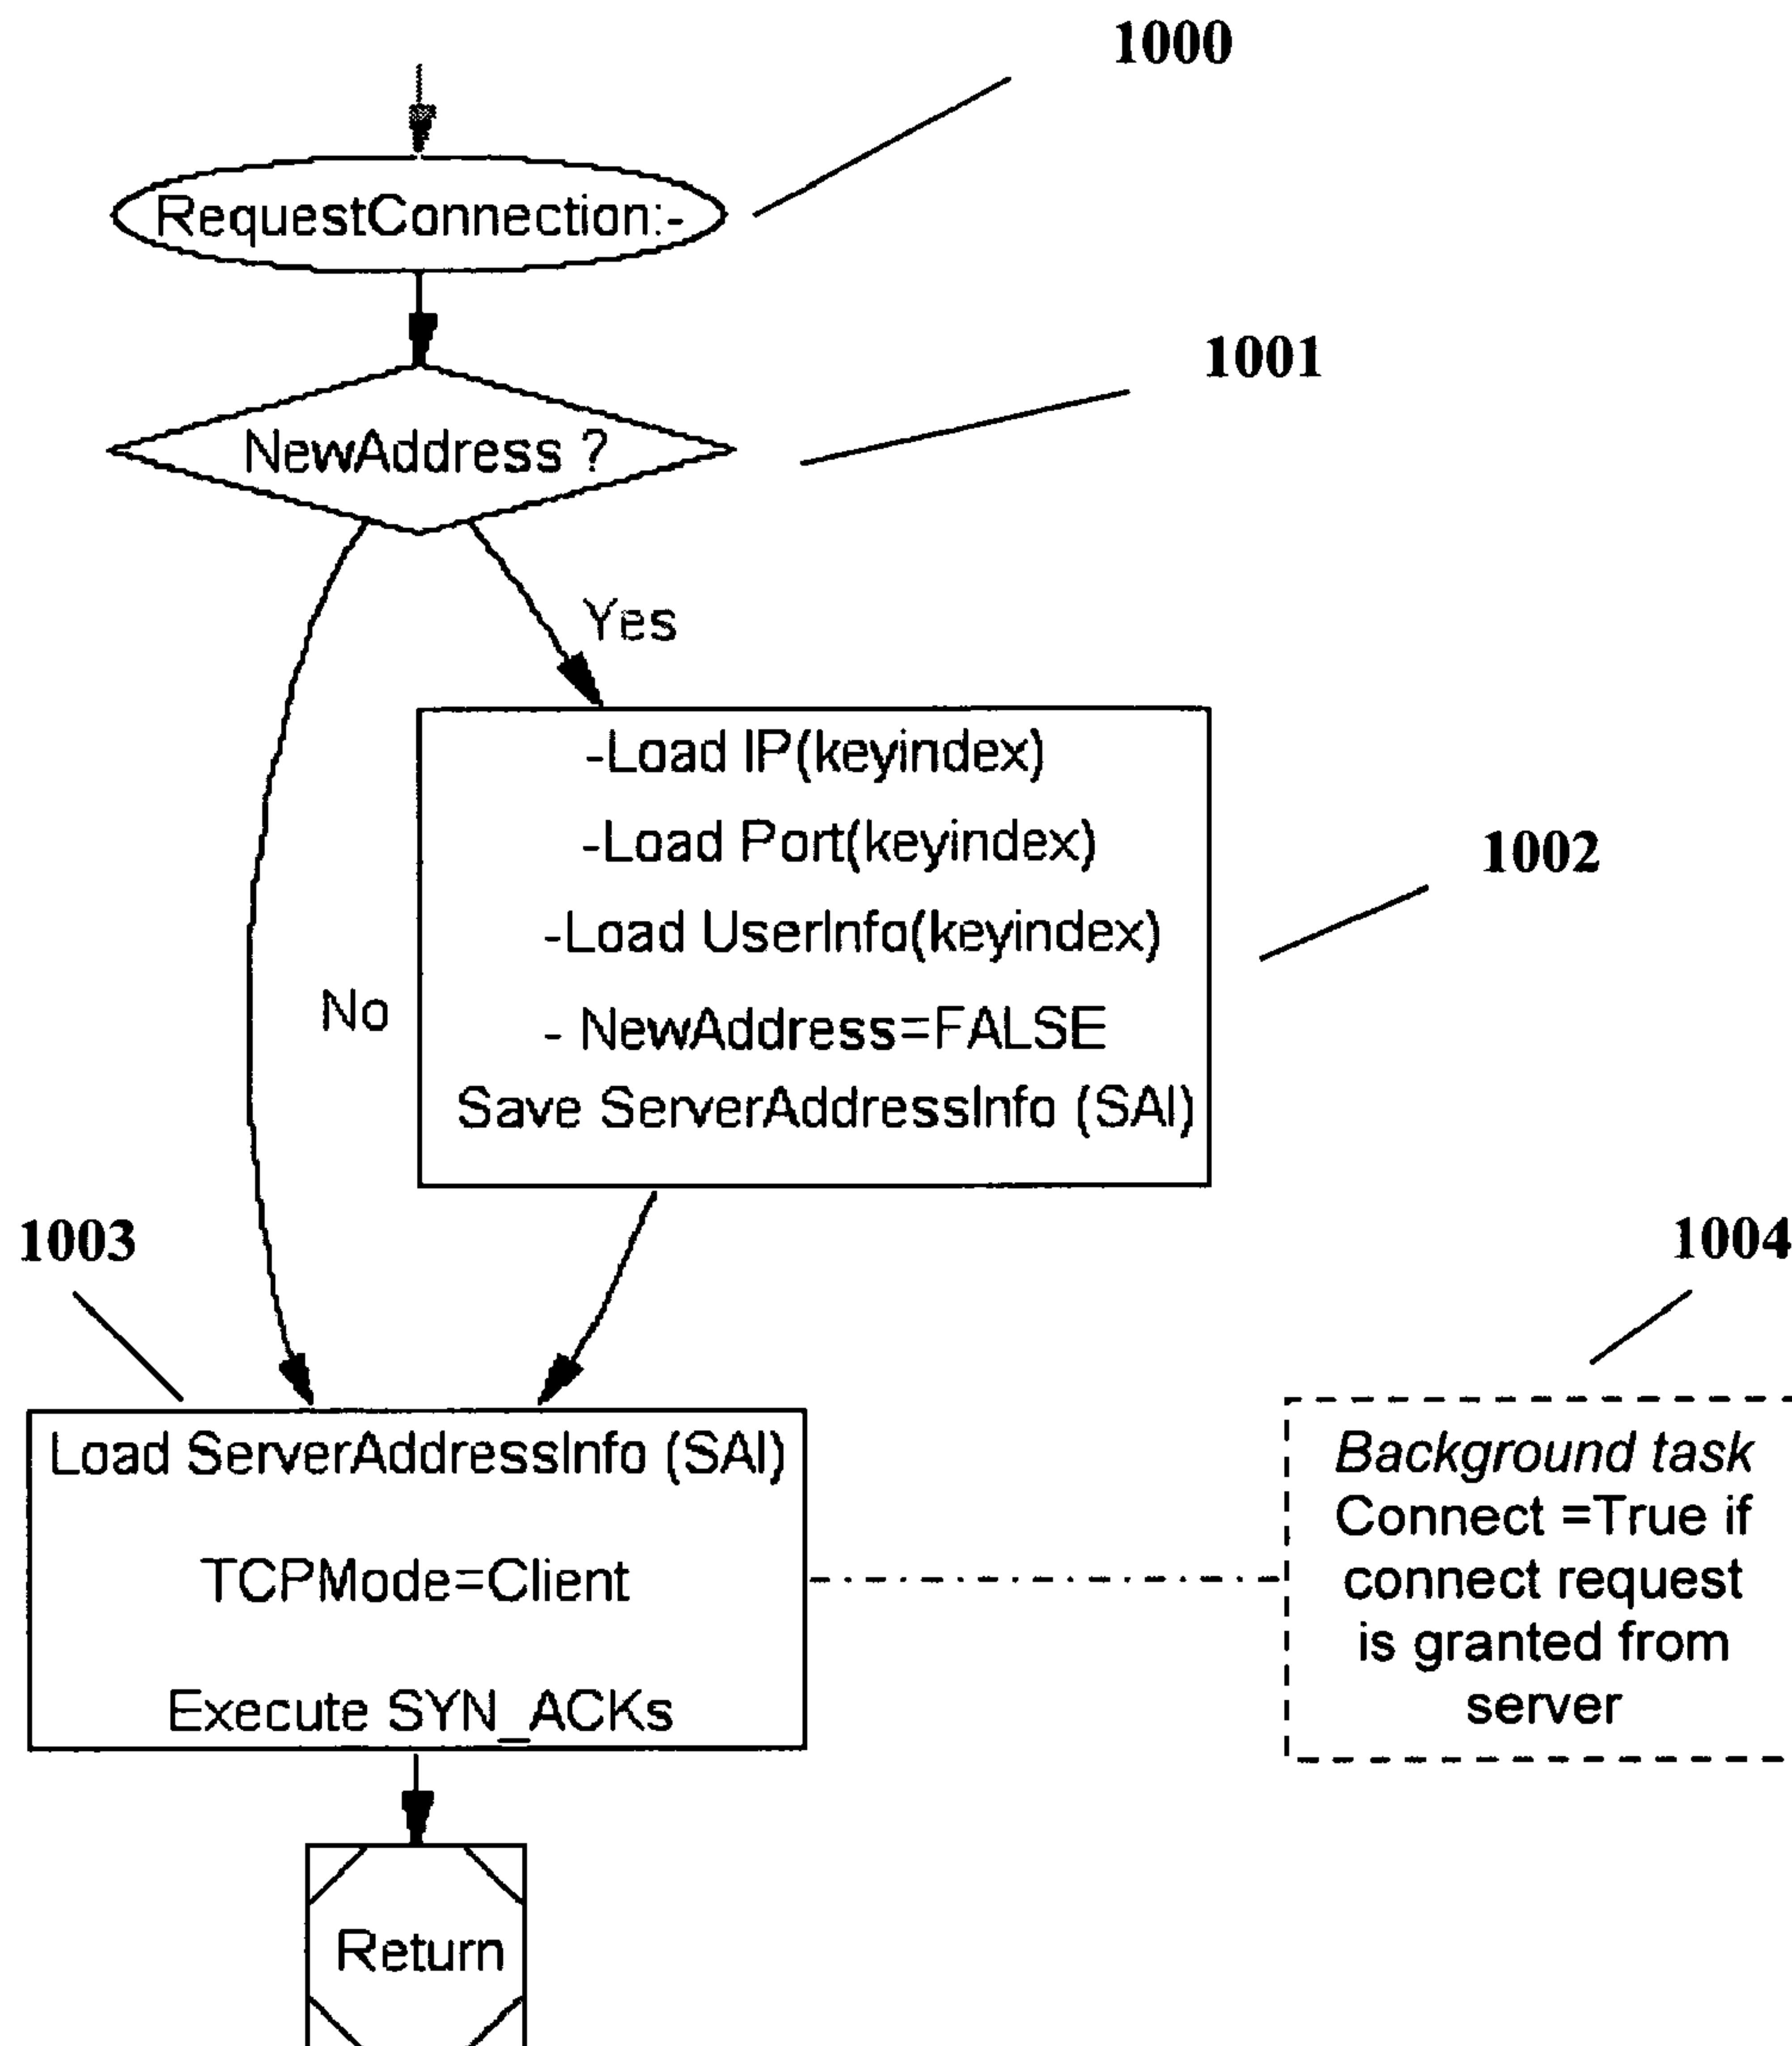 1000
RequestConnection:-
1001
NewAddress ?
Yes
-Load IP(keyindex)
-Load Port(keyindex)
1002
-Load UserInfo(keyindex)
No
- NewAddress=FALSE
Save ServerAddressInfo (SAI)
1003
1004
Load ServerAddressInfo (SAI)
TCPMode=Client
Execute SYN_ACKs
Background task
Connect =True if
connect request
is granted from
server
Return